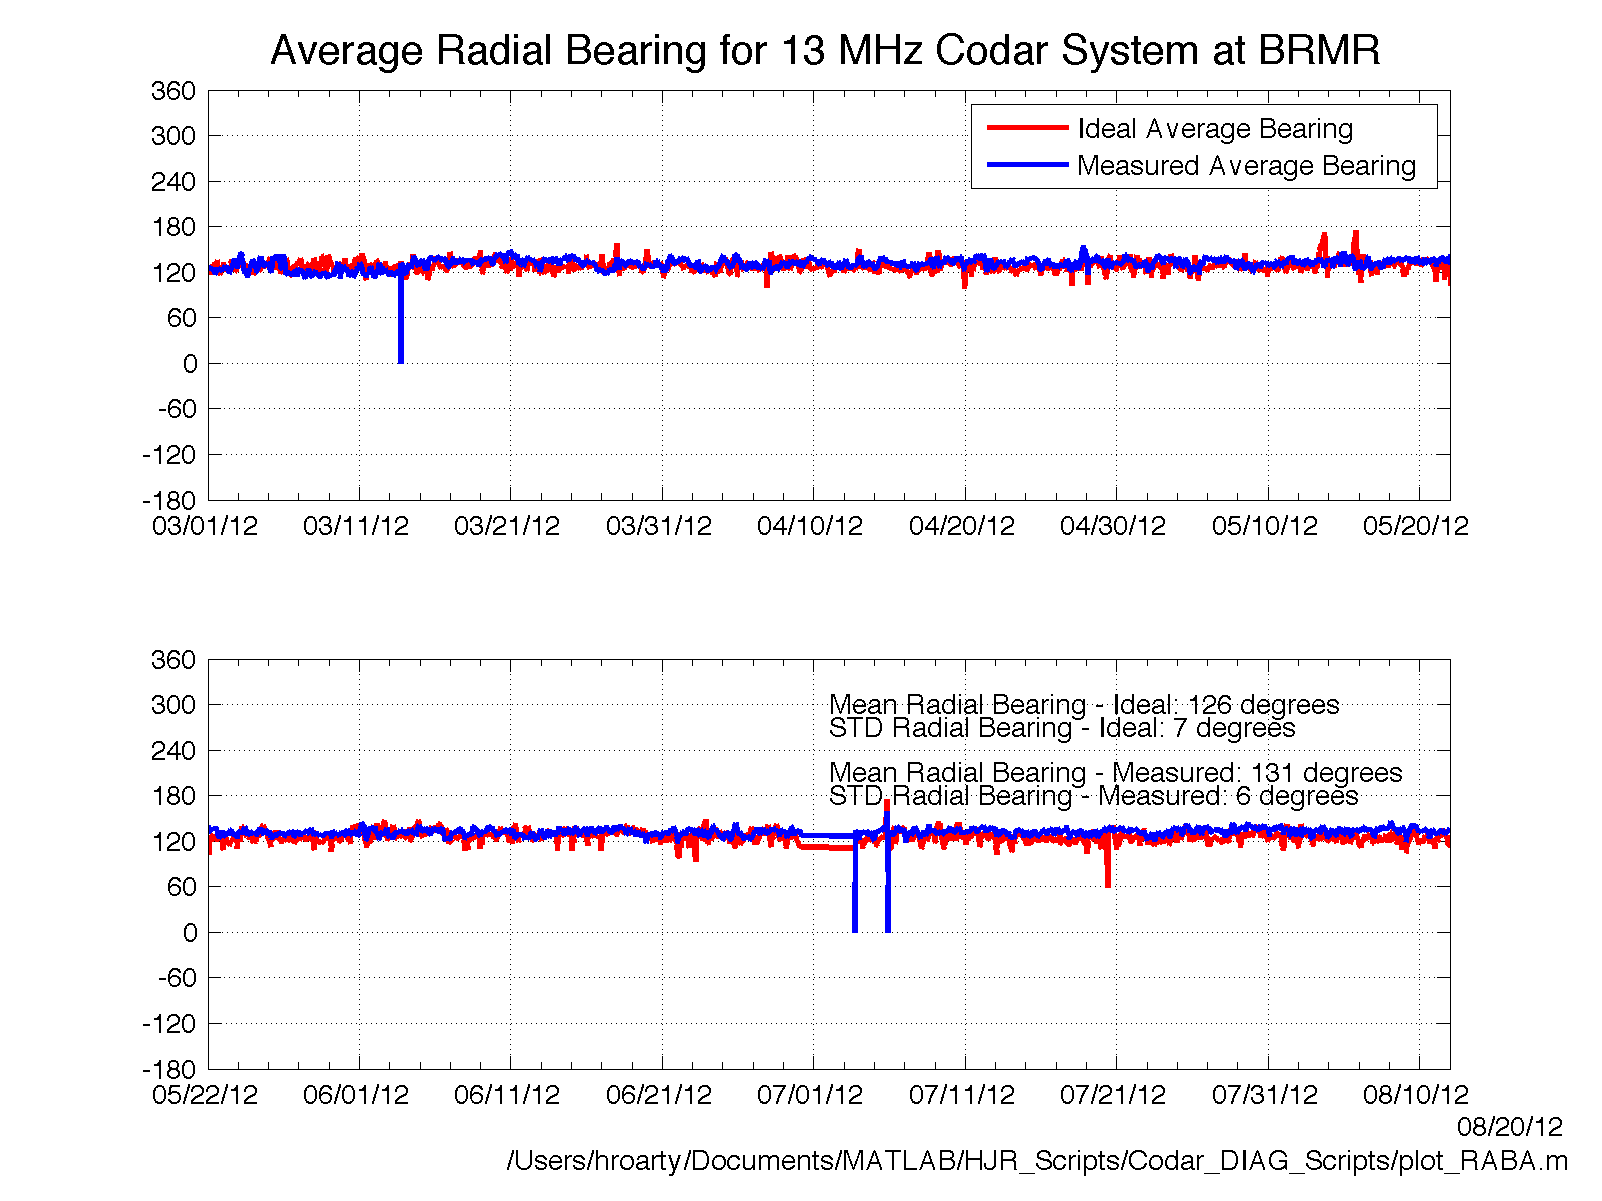 Average Radial Bearing for 13 MHz Codar System at BRMR
360
300
240
180
120
60
0
-60
-120
-180
Ideal Average Bearing
Measured Average Bearing
03/01/12 03/11/12 03/21/12 03/31/12 04/10/12 04/20/12 04/30/12 05/10/12 05/20/12
360
300
240
180
120
60
0
-60
-120
-180
Mean Radial Bearing - Ideal: 126 degrees
STD Radial Bearing - Ideal: 7 degrees
Mean Radial Bearing - Measured: 131 degrees
STD Radial Bearing - Measured: 6 degrees
05/22/12 06/01/12 06/11/12 06/21/12 07/01/12 07/11/12 07/21/12 07/31/12 08/10/12
08/20/12
/Users/hroarty/Documents/MATLAB/HJR_Scripts/Codar_DIAG_Scripts/plot_RABA.m